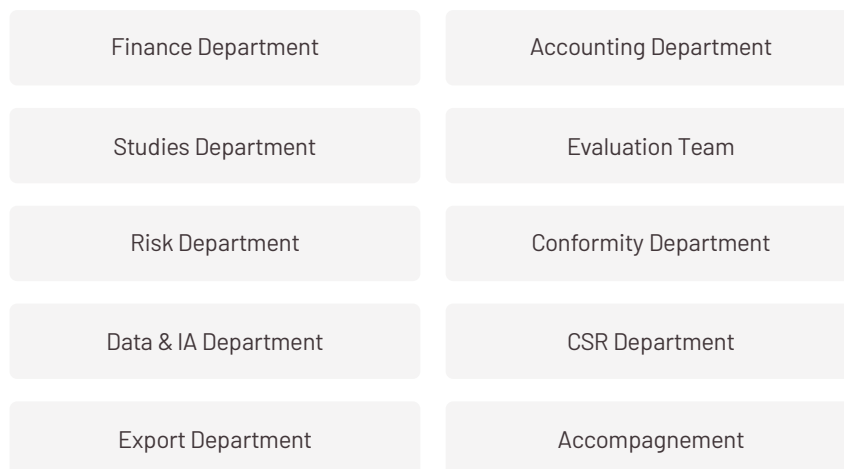 Finance Department
Accounting Department
Studies Department
Evaluation Team
Risk Department
Conformity Department
Data & IA Department
CSR Department
Export Department
Accompagnement